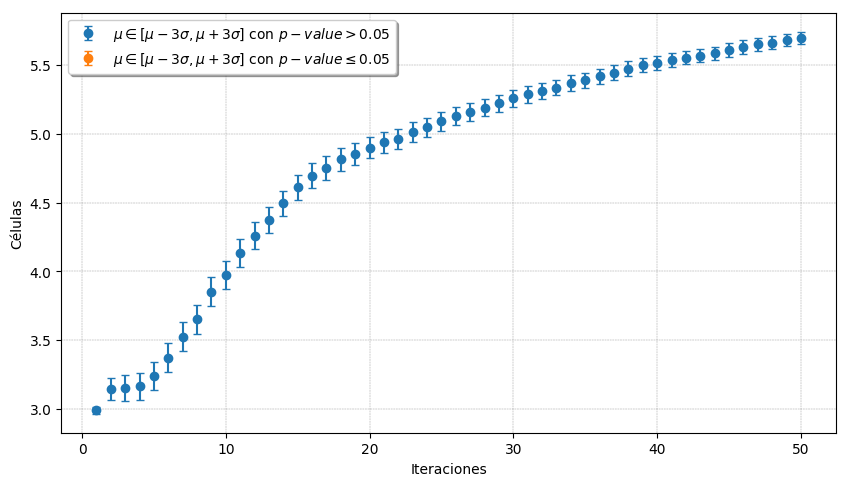 μ ∈ [μ − 3σ, μ + 3σ] con p − value > 0.05
μ ∈ [μ − 3σ, μ + 3σ] con p − value ≤ 0.05
5.5
5.0
4.5
4.0
3.5
3.0
Células
0 10 20 30 40 50
Iteraciones